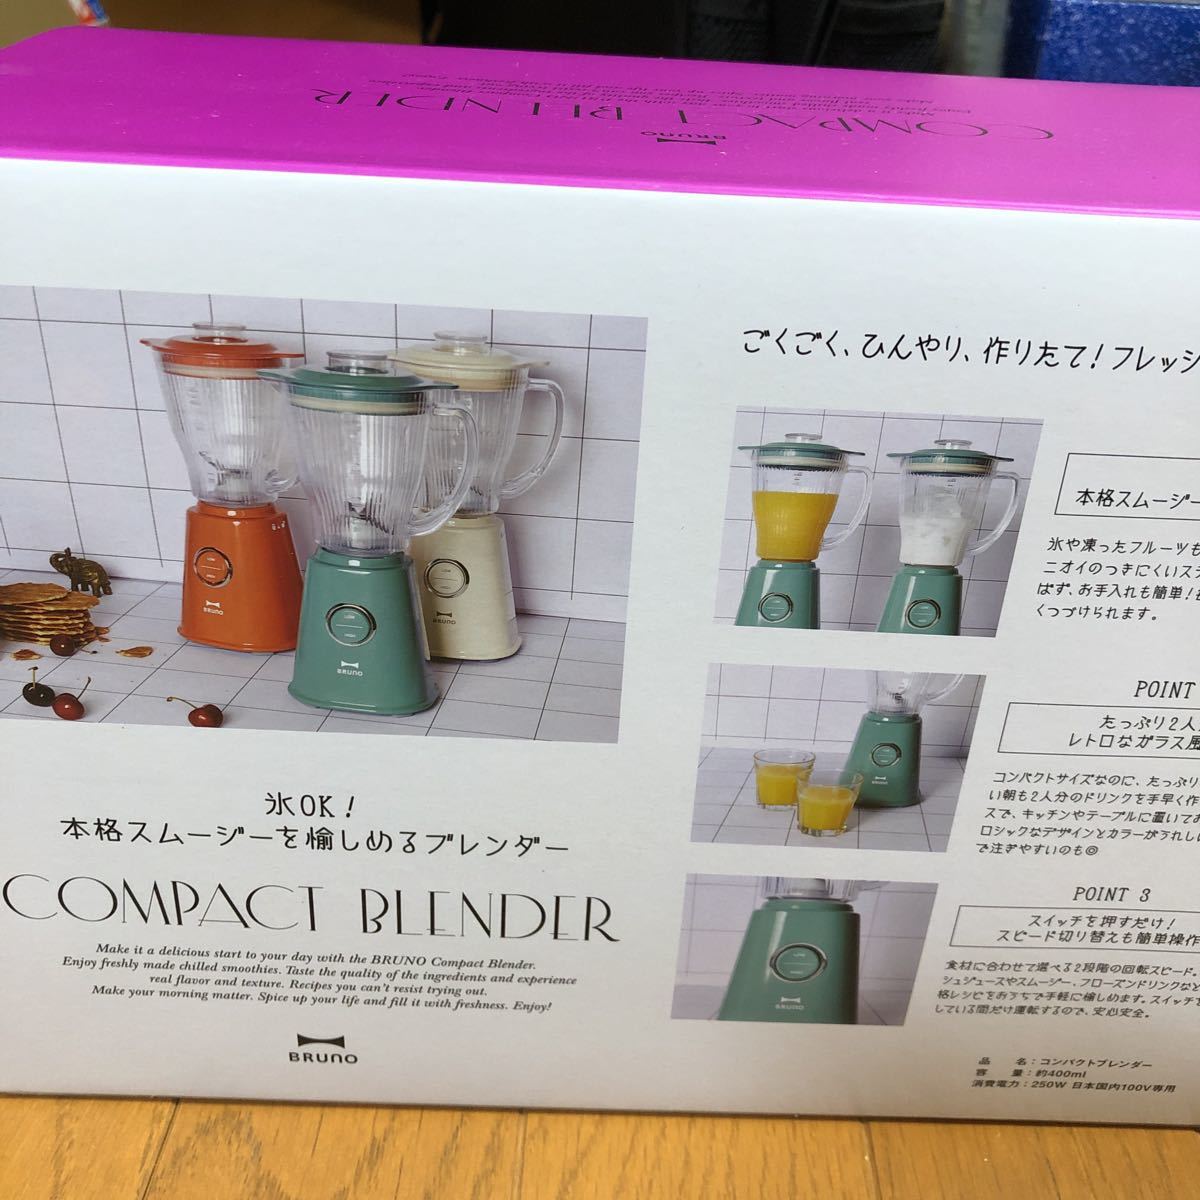 COMPACT BLENDER
BRUNO
ごくごく、ひんやり、作りたて!フレッシ
本格スムージー
氷や凍ったフルーツも
ニオイのつきにくいステ
ばず、お手入れも簡単!
くつづけられます。
POINT
たっぷり2人
レトロなガラス風
コンパクトサイズなのに、たっぷり
い朝も2人分のドリンクを手早く作
スで、キッチンやテーブルに置いてお
ロシックなデザインとカラーがうれしい
で注ぎやすいのも◎
POINT 3
スイッチを押すだけ!
スピード切り替えも簡単操作
食材に合わせて選べる2段階の回転スピード。
シュジュースやスムージー、フローズンドリンクなど
格レシピをおうちで手軽に愉しめます。スイッチを
している間だけ運転するので、安心安全。
品 名:コンパクトブレンダー
容 量:約400ml
消費電力:250W 日本国内100V専用
LOW
HIGH
BRUNO
BRUNO
BRUNO
氷OK!
本格スムージーを愉しめるブレンダー
COMPACT BLENDER
Make it a delicious start to your day with the BRUNO Compact Blender.
Enjoy freshly made chilled smoothies. Taste the quality of the ingredients and experience
real flavor and texture. Recipes you can't resist trying out.
Make your morning matter. Spice up your life and fill it with freshness. Enjoy!
BRUNO